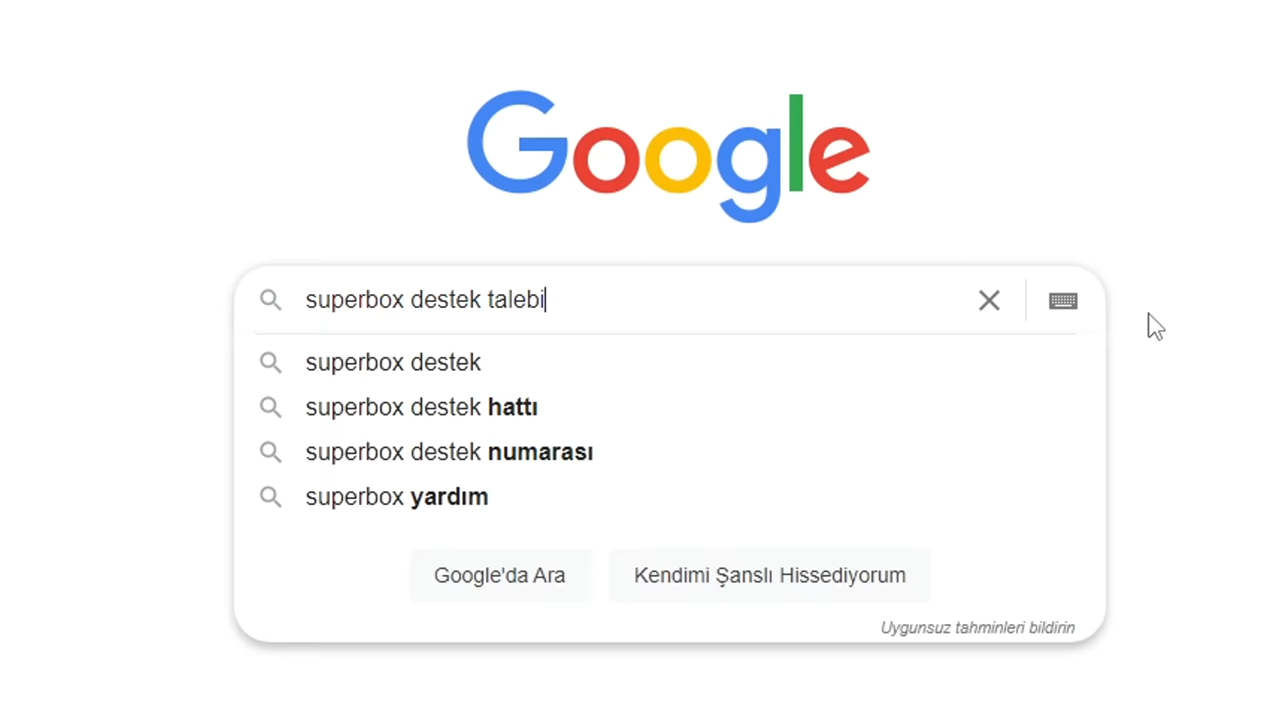 Google
superbox destek talebi
superbox destek
superbox destek hattı
superbox destek numarası
superbox yardım
Google'da Ara
Kendimi Şanslı Hissediyorum
Uygunsuz tahminleri bildirin